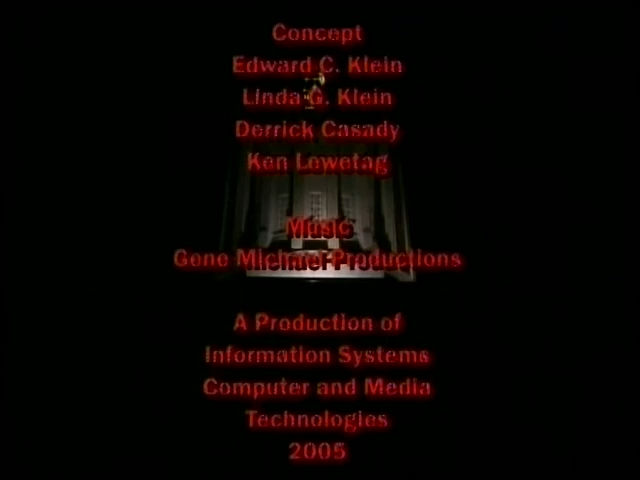 Concept
Edward C. Klein
Linda G. Klein
Derrick Casady
Ken Lewetag
Music
Gene Michael Productions
A Production of
Information Systems
Computer and Media
Technologies
2005